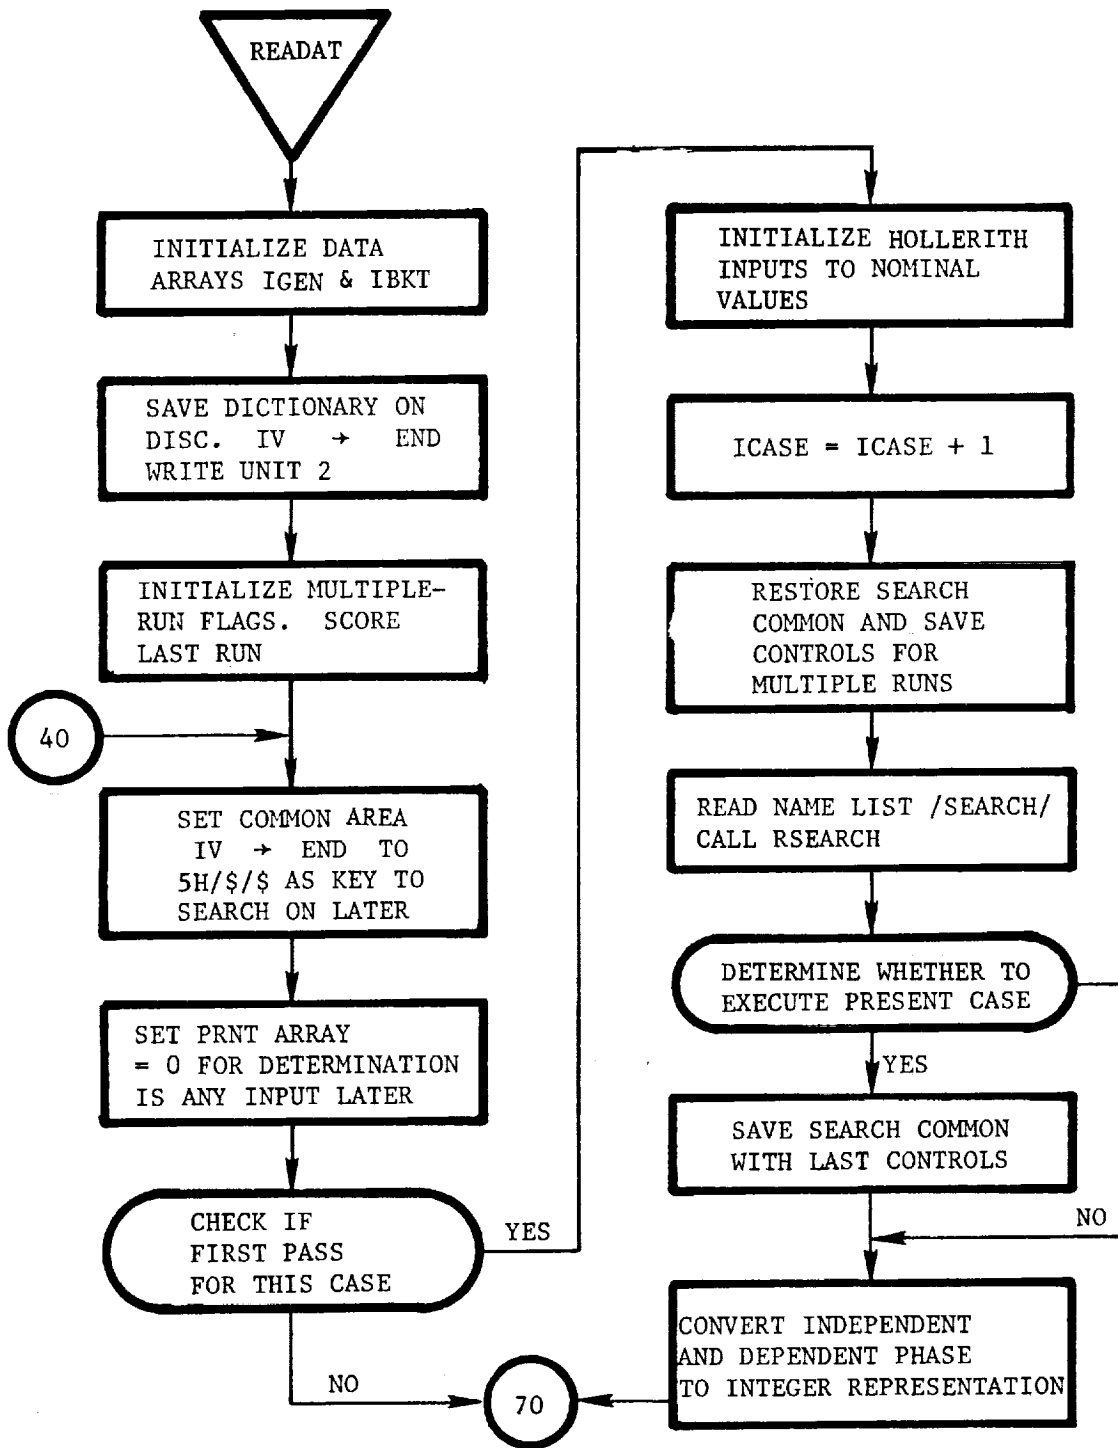 READAT
INITIALIZE DATA
ARRAYS IGEN & IBKT
SAVE DICTIONARY ON
DISC. IV → END
WRITE UNIT 2
INITIALIZE MULTIPLE-
RUN FLAGS. SCORE
LAST RUN
40
SET COMMON AREA
IV → END TO
5H/$/$ AS KEY TO
SEARCH ON LATER
SET PRNT ARRAY
= 0 FOR DETERMINATION
IS ANY INPUT LATER
CHECK IF
FIRST PASS
FOR THIS CASE
YES
NO
70
INITIALIZE HOLLERITH
INPUTS TO NOMINAL
VALUES
ICASE = ICASE + 1
RESTORE SEARCH
COMMON AND SAVE
CONTROLS FOR
MULTIPLE RUNS
READ NAME LIST /SEARCH/
CALL RSEARCH
DETERMINE WHETHER TO
EXECUTE PRESENT CASE
YES
SAVE SEARCH COMMON
WITH LAST CONTROLS
NO
CONVERT INDEPENDENT
AND DEPENDENT PHASE
TO INTEGER REPRESENTATION